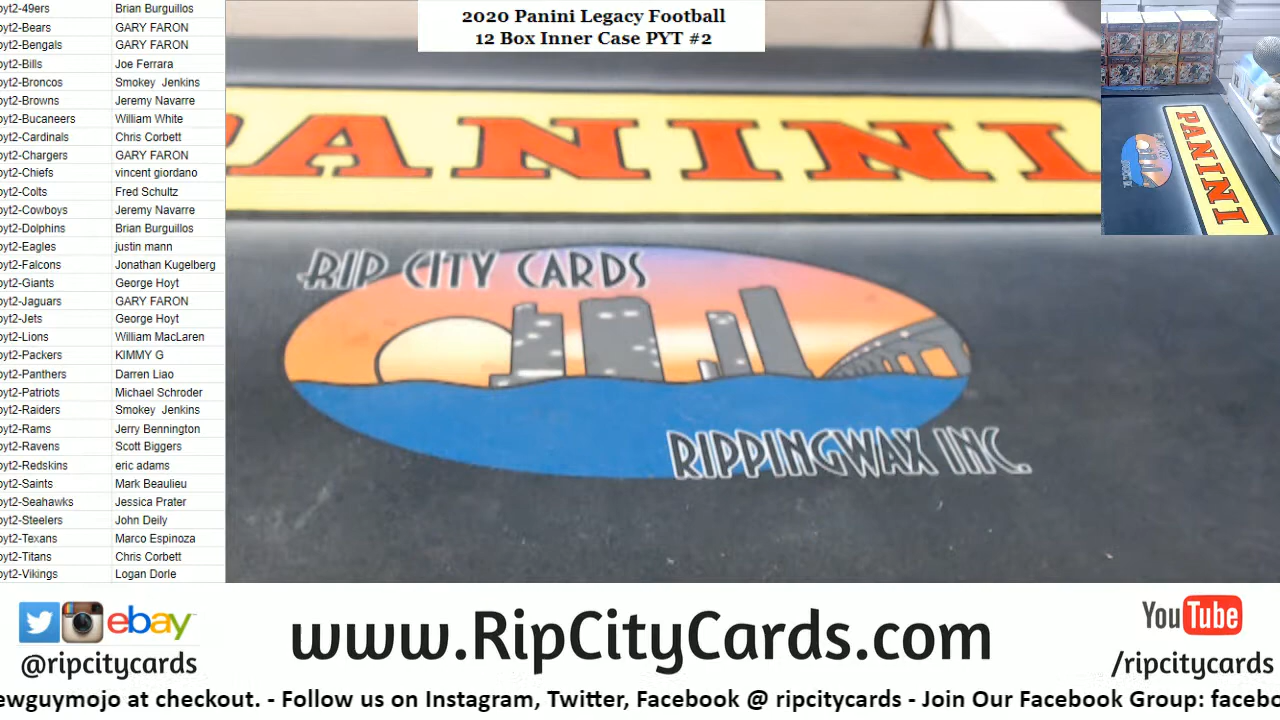 2020 Panini Legacy Football
12 Box Inner Case PYT #2
pyt2-49ers Brian Burguillos
pyt2-Bears GARY FARON
pyt2-Bengals GARY FARON
pyt2-Bills Joe Ferrara
pyt2-Broncos Smokey Jenkins
pyt2-Browns Jeremy Navarre
pyt2-Bucaneers William White
pyt2-Cardinals Chris Corbett
pyt2-Chargers GARY FARON
pyt2-Chiefs vincent giordano
pyt2-Colts Fred Schultz
pyt2-Cowboys Jeremy Navarre
pyt2-Dolphins Brian Burguillos
pyt2-Eagles justin mann
pyt2-Falcons Jonathan Kugelberg
pyt2-Giants George Hoyt
pyt2-Jaguars GARY FARON
pyt2-Jets George Hoyt
pyt2-Lions William MacLaren
pyt2-Packers KIMMY G
pyt2-Panthers Darren Liao
pyt2-Patriots Michael Schroder
pyt2-Raiders Smokey Jenkins
pyt2-Rams Jerry Bennington
pyt2-Ravens Scott Biggers
pyt2-Redskins eric adams
pyt2-Saints Mark Beaulieu
pyt2-Seahawks Jessica Prater
pyt2-Steelers John Deily
pyt2-Texans Marco Espinoza
pyt2-Titans Chris Corbett
pyt2-Vikings Logan Dorle
PANINI
RIP CITY CARDS
RIPPINGWAX INC.
PANINI
ebay
@ripcitycards
www.RipCityCards.com
YouTube
/ripcitycards
ewguymojo at checkout. - Follow us on Instagram, Twitter, Facebook @ ripcitycards - Join Our Facebook Group: facebo